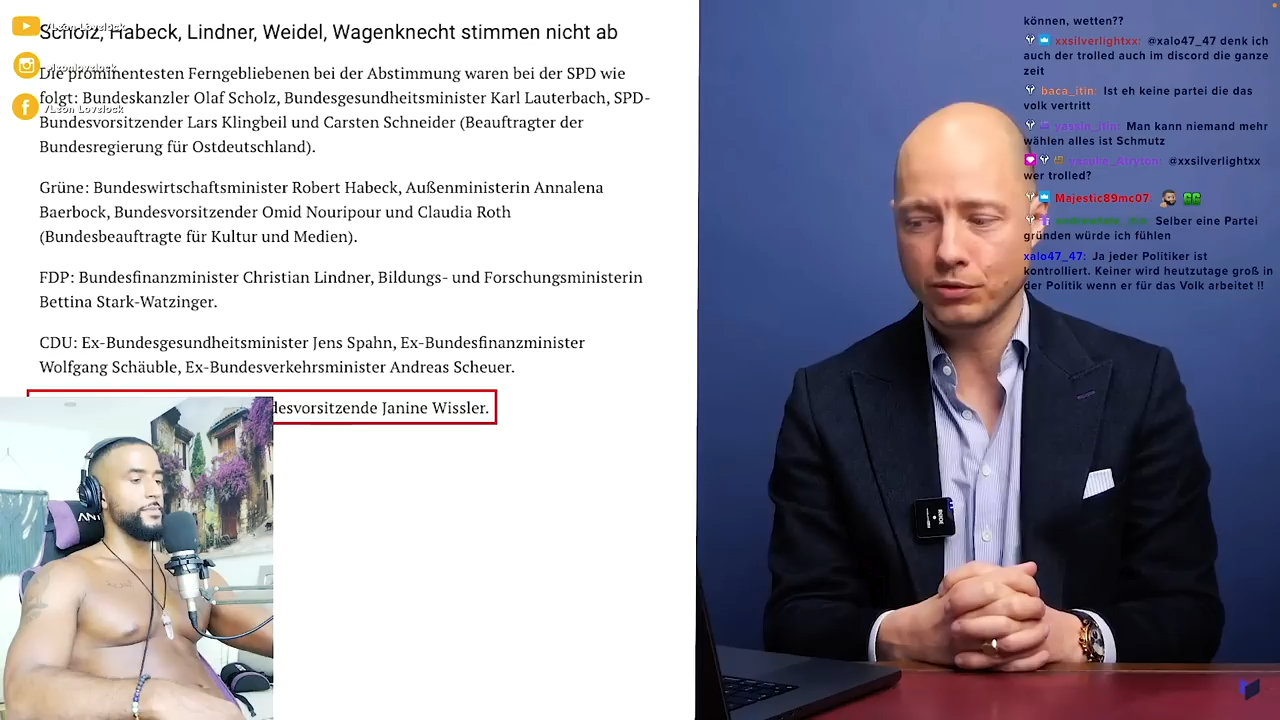 /Leon Lovelock
/leonlovelock
/Leon Lovelock
Scholz, Habeck, Lindner, Weidel, Wagenknecht stimmen nicht ab
Die prominentesten Ferngebliebenen bei der Abstimmung waren bei der SPD wie
folgt: Bundeskanzler Olaf Scholz, Bundesgesundheitsminister Karl Lauterbach, SPD-
Bundesvorsitzender Lars Klingbeil und Carsten Schneider (Beauftragter der
Bundesregierung für Ostdeutschland).
Grüne: Bundeswirtschaftsminister Robert Habeck, Außenministerin Annalena
Baerbock, Bundesvorsitzender Omid Nouripour und Claudia Roth
(Bundesbeauftragte für Kultur und Medien).
FDP: Bundesfinanzminister Christian Lindner, Bildungs- und Forschungsministerin
Bettina Stark-Watzinger.
CDU: Ex-Bundesgesundheitsminister Jens Spahn, Ex-Bundesfinanzminister
Wolfgang Schäuble, Ex-Bundesverkehrsminister Andreas Scheuer.
desvorsitzende Janine Wissler.
können, wetten??
xxsilverlightxx: @xalo47_47 denk ich
auch der trolled auch im discord die ganze
zeit
baca_itin: Ist eh keine partei die das
volk vertritt
yassin_itin: Man kann niemand mehr
wählen alles ist Schmutz
@xxsilverlightxx
wer trolled?
Majestic89mc07: GG
Selber eine Partei
gründen würde ich fühlen
xalo47_47: Ja jeder Politiker ist
kontrolliert. Keiner wird heutzutage groß in
der Politik wenn er für das Volk arbeitet !!